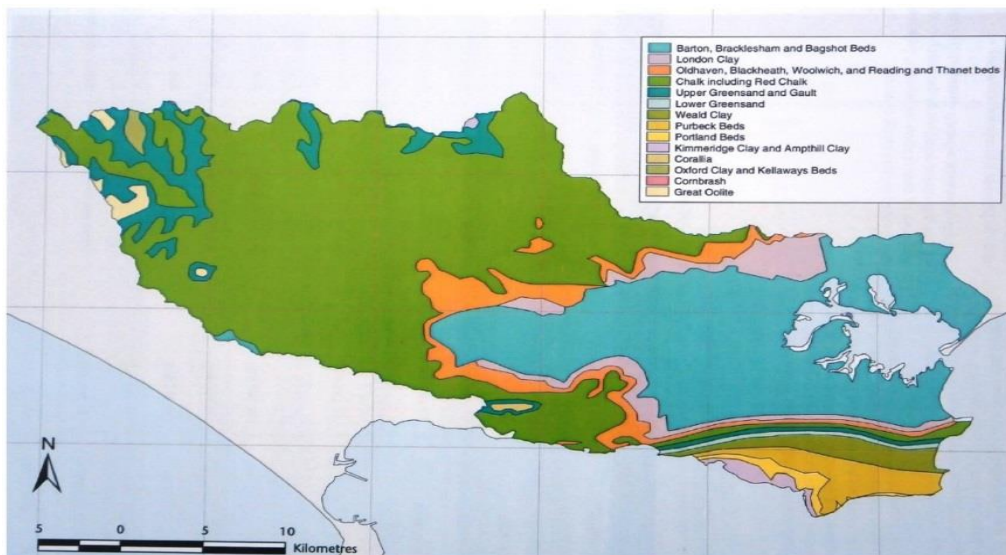 Barton, Bracklesham and Bagshot Beds
London Clay
Oldhaven, Blackheath, Woolwich, and Reading and Thanet beds
Chalk including Red Chalk
Upper Greensand and Gault
Lower Greensand
Weald Clay
Purbeck Beds
Portland Beds
Kimmeridge Clay and Ampthill Clay
Corallia
Oxford Clay and Kellaways Beds
Cornbrash
Great Oolite
N
5 0 5 10
Kilometres